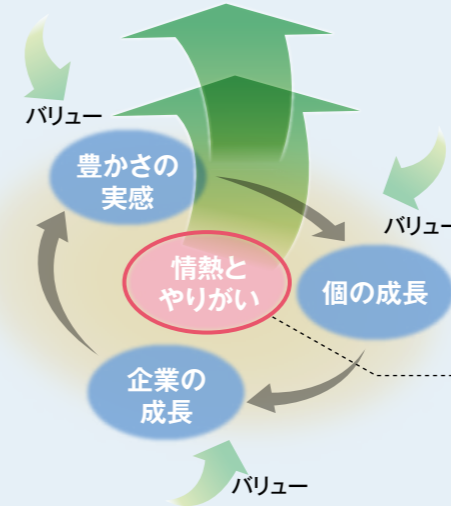 バリュー
豊かさの
実感
バリュー
情熱と
やりがい
個の成長
企業の
成長
バリュー